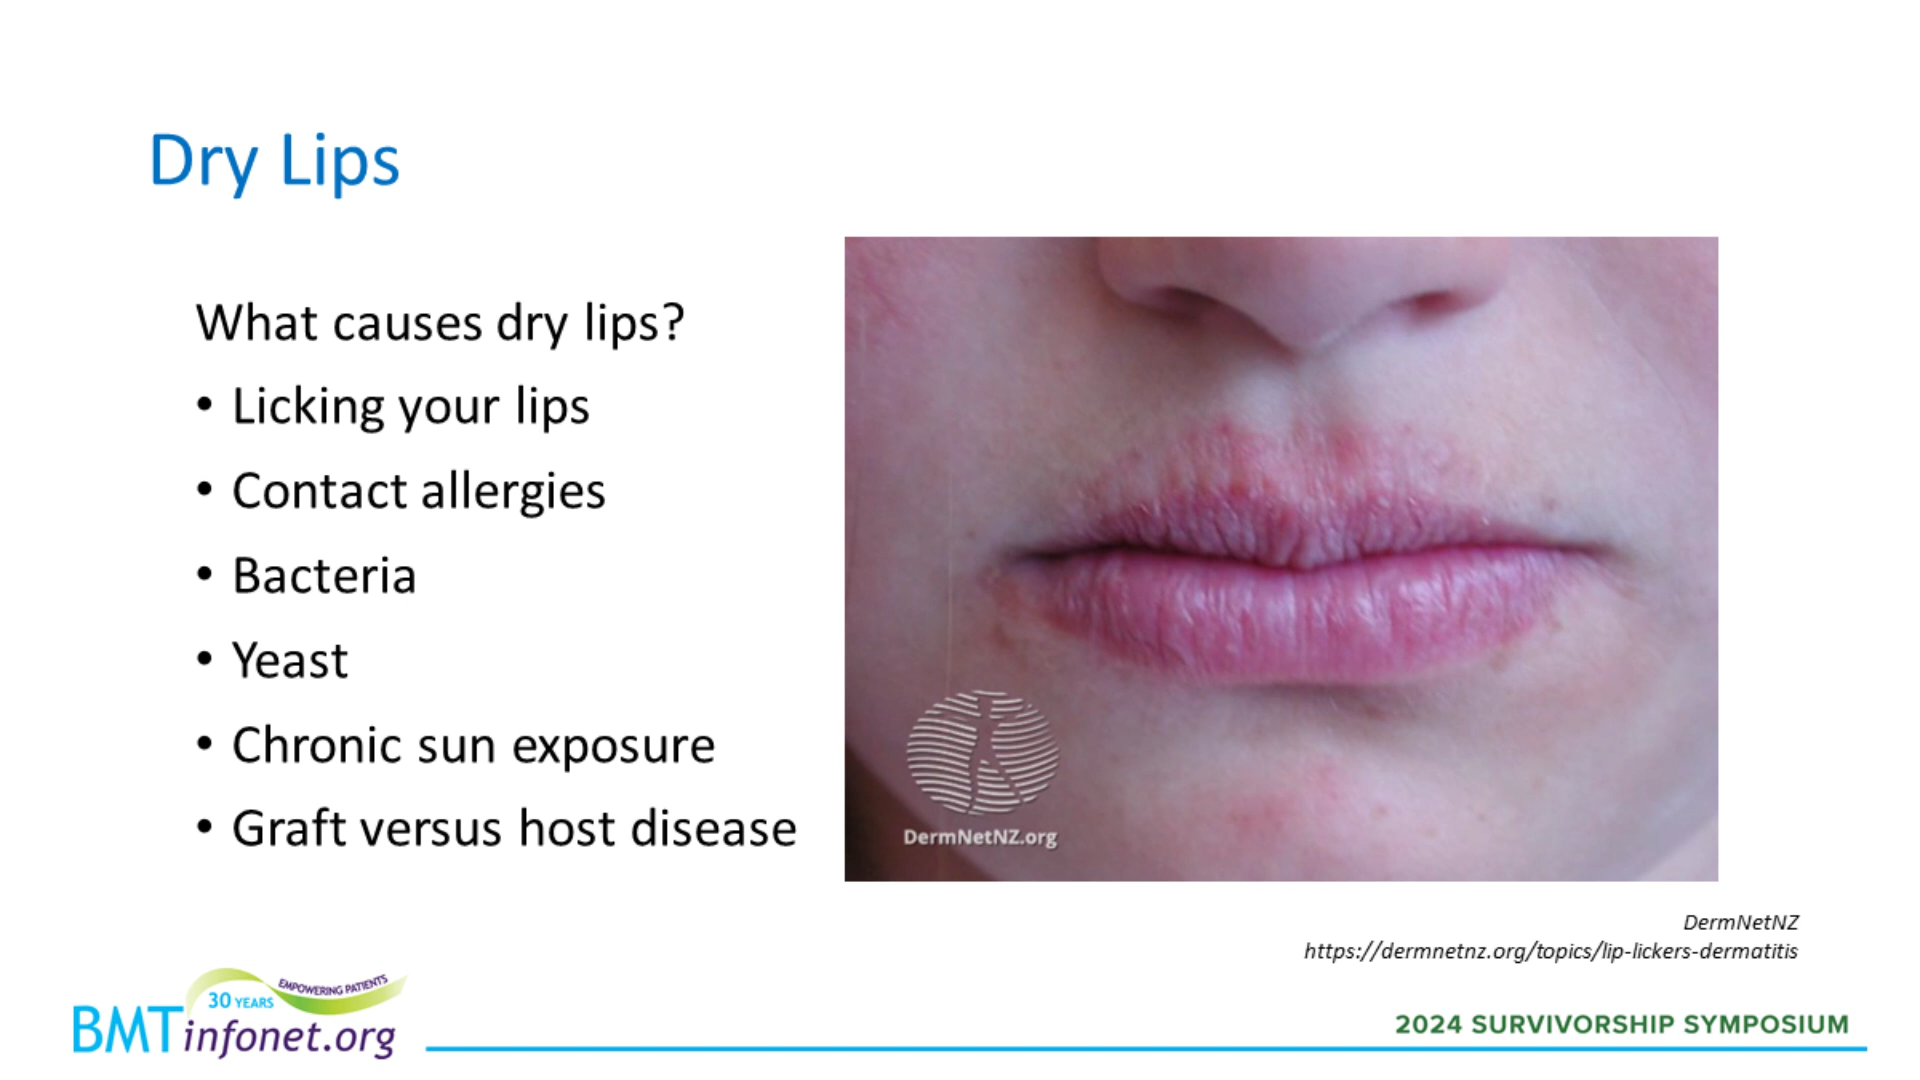 Dry Lips
What causes dry lips?
• Licking your lips
• Contact allergies
• Bacteria
• Yeast
• Chronic sun exposure
• Graft versus host disease
DermNetNZ.org
DermNetNZ
https://dermnetnz.org/topics/lip-lickers-dermatitis
30 YEARS
EMPOWERING PATIENTS
BMTinfonet.org
2024 SURVIVORSHIP SYMPOSIUM